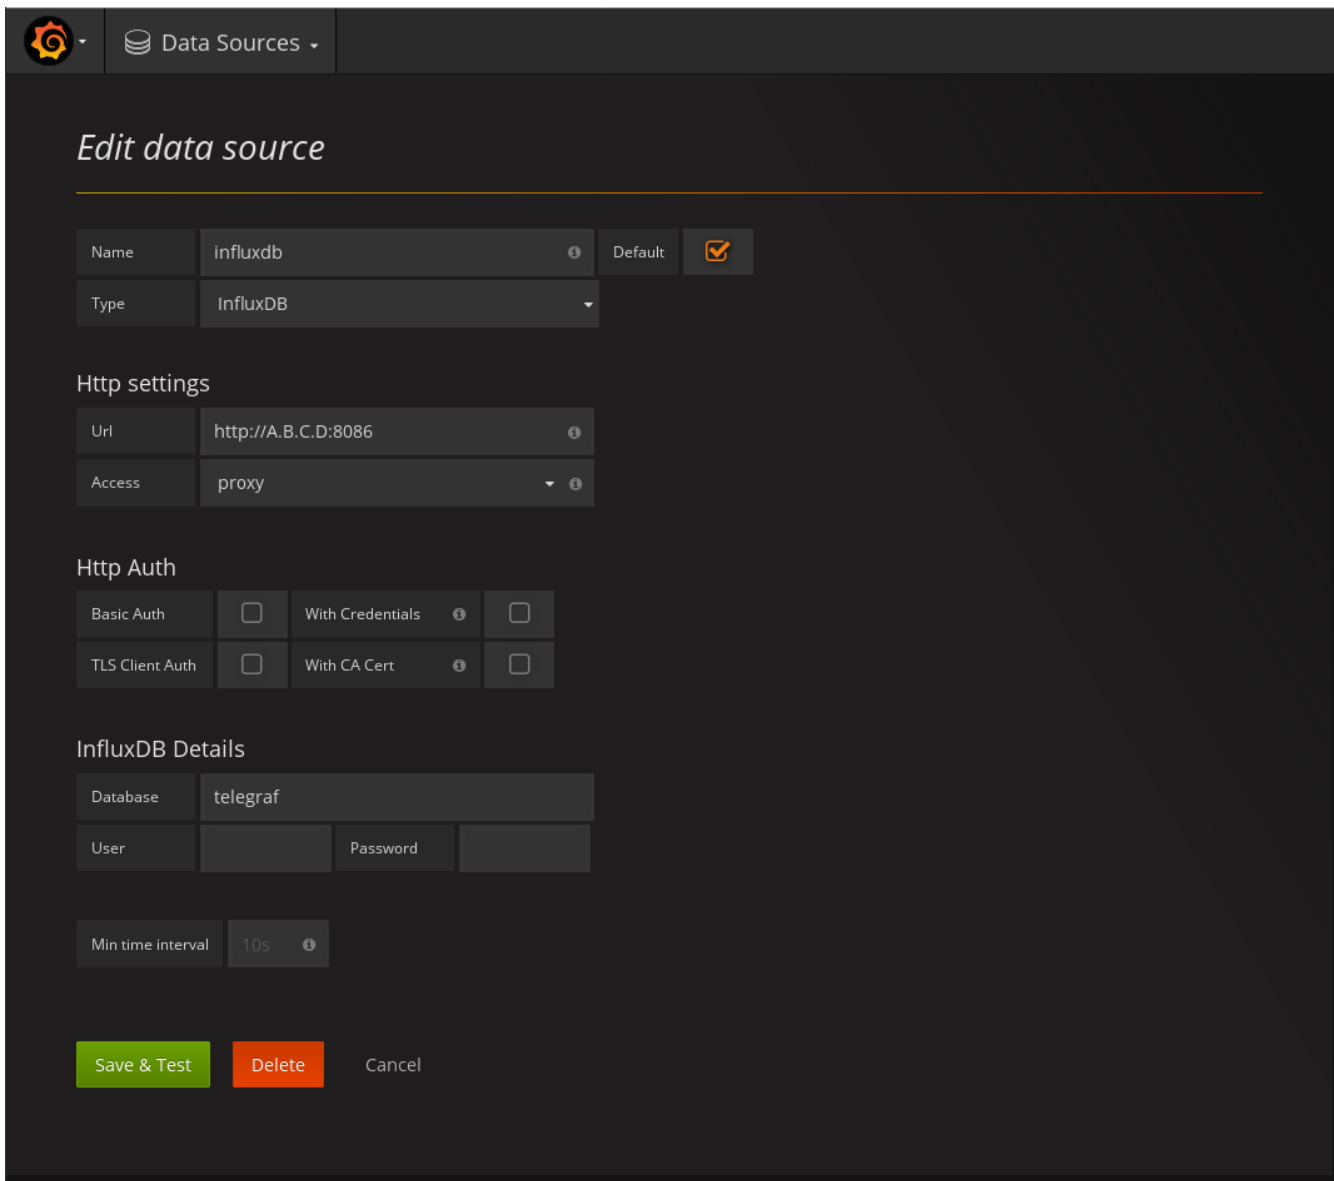 Data Sources
Edit data source
Name influxdb Default
Type InfluxDB
Http settings
Url http://A.B.C.D:8086
Access proxy
Http Auth
Basic Auth With Credentials
TLS Client Auth With CA Cert
InfluxDB Details
Database telegraf
User Password
Min time interval 10s
Save & Test Delete Cancel